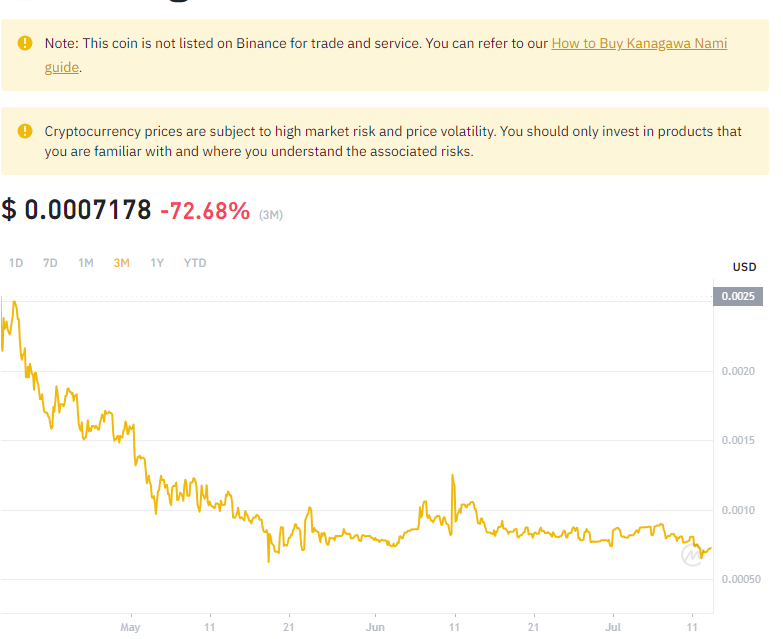 Note: This coin is not listed on Binance for trade and service. You can refer to our How to Buy Kanagawa Nami
guide.
Cryptocurrency prices are subject to high market risk and price volatility. You should only invest in products that
you are familiar with and where you understand the associated risks.
$ 0.0007178 -72.68% (3M)
1D 7D 1M 3M 1Y YTD
USD
0.0025
0.0020
0.0015
0.0010
0.00050
May 11 21 Jun 11 21 Jul 11